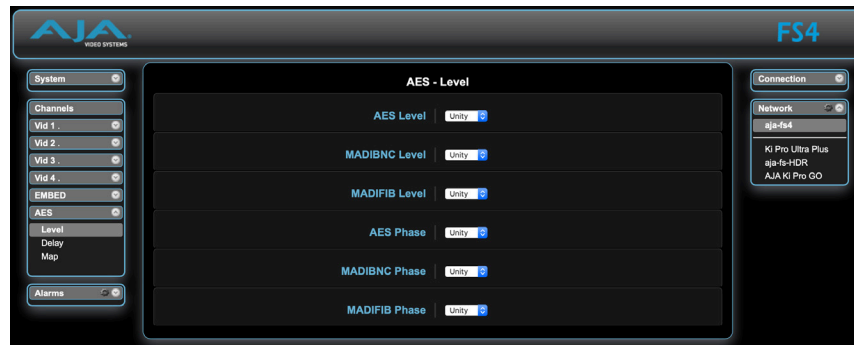 AJA
VIDEO SYSTEMS
FS4
System
Channels
Vid 1 .
Vid 2 .
Vid 3 .
Vid 4 .
EMBED
AES
Level
Delay
Map
Alarms
AES - Level
AES Level Unity
MADIBNC Level Unity
MADIFIB Level Unity
AES Phase Unity
MADIBNC Phase Unity
MADIFIB Phase Unity
Connection
Network
aja-fs4
Ki Pro Ultra Plus
aja-fs-HDR
AJA Ki Pro GO